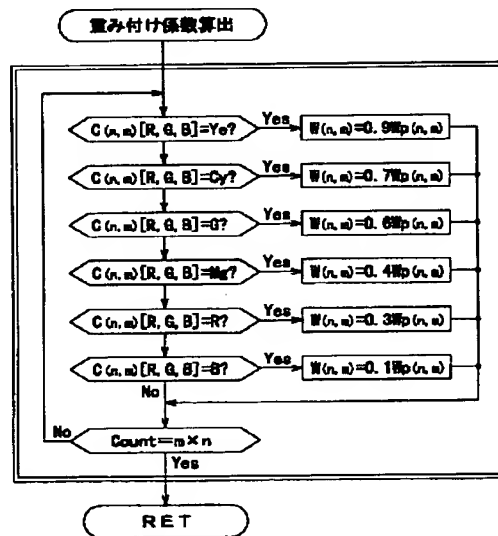 重み付け係数算出
C(n,m)[R,G,B]=Ye?
Yes
W(n,m)=0.9Wp(n,m)
C(n,m)[R,G,B]=Cy?
Yes
W(n,m)=0.7Wp(n,m)
C(n,m)[R,G,B]=G?
Yes
W(n,m)=0.6Wp(n,m)
C(n,m)[R,G,B]=Mg?
Yes
W(n,m)=0.4Wp(n,m)
C(n,m)[R,G,B]=R?
Yes
W(n,m)=0.3Wp(n,m)
C(n,m)[R,G,B]=B?
Yes
W(n,m)=0.1Wp(n,m)
No
No
Count=m×n
Yes
RET